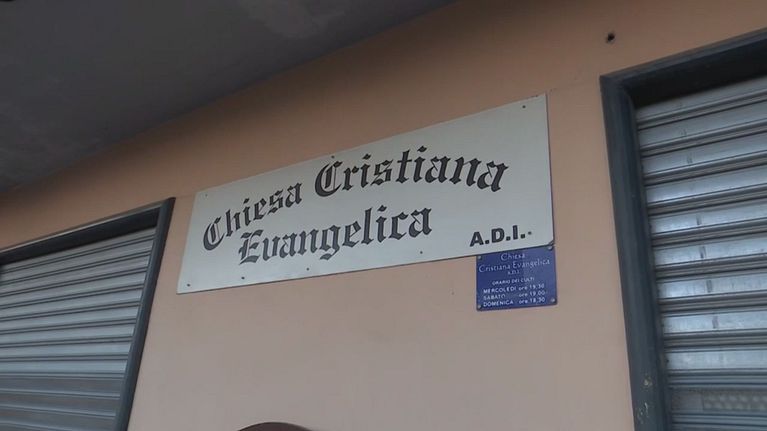 Chiesa Cristiana
Evangelica
A.D.I.
Chiesa
Cristiana Evangelica
A.D.I.
ORARIO DEI CULTI
MERCOLEDI ore 19,30
SABATO ore 19,00
DOMENICA ore 18,30